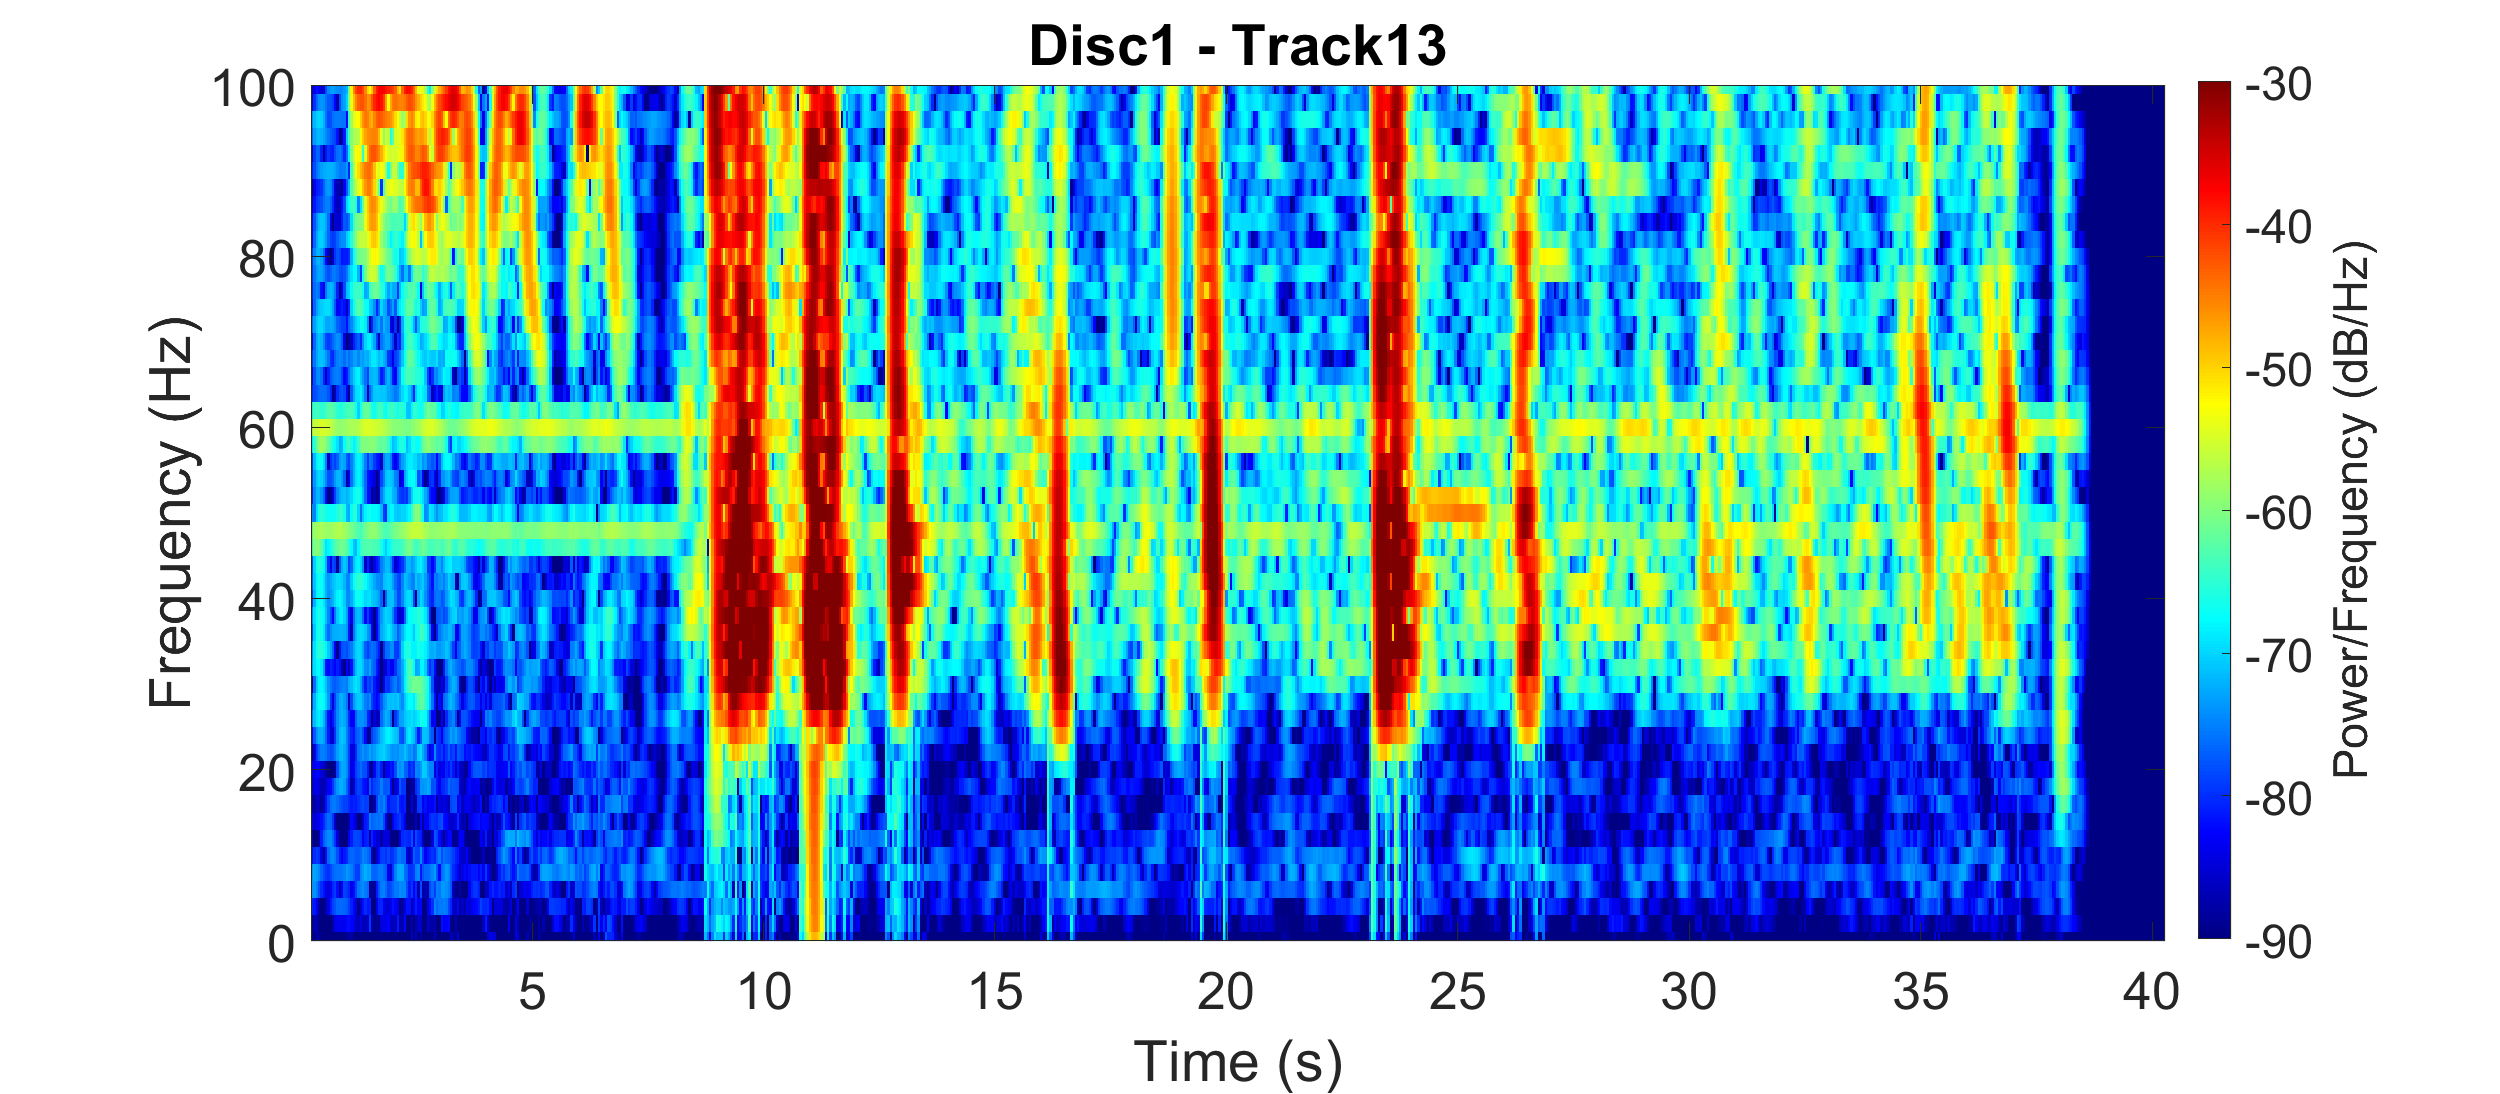 Disc1 - Track13
Frequency (Hz)
100
80
60
40
20
0
5 10 15 20 25 30 35 40
Time (s)
-30
-40
-50
-60
-70
-80
-90
Power/Frequency (dB/Hz)